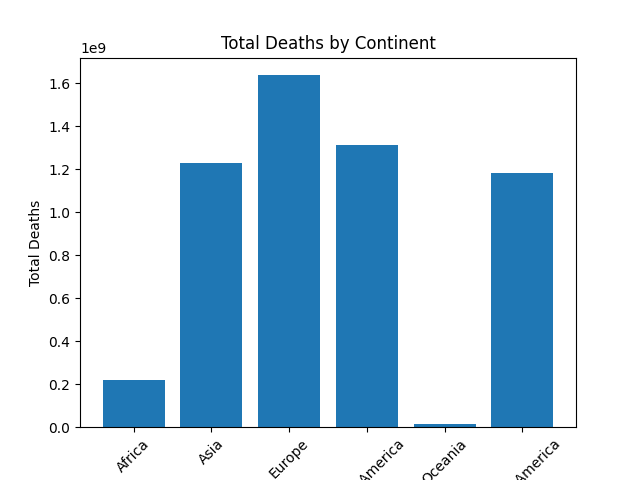 Total Deaths by Continent
1e9
Total Deaths
1.6
1.4
1.2
1.0
0.8
0.6
0.4
0.2
0.0
Africa
Asia
Europe
America
Oceania
America